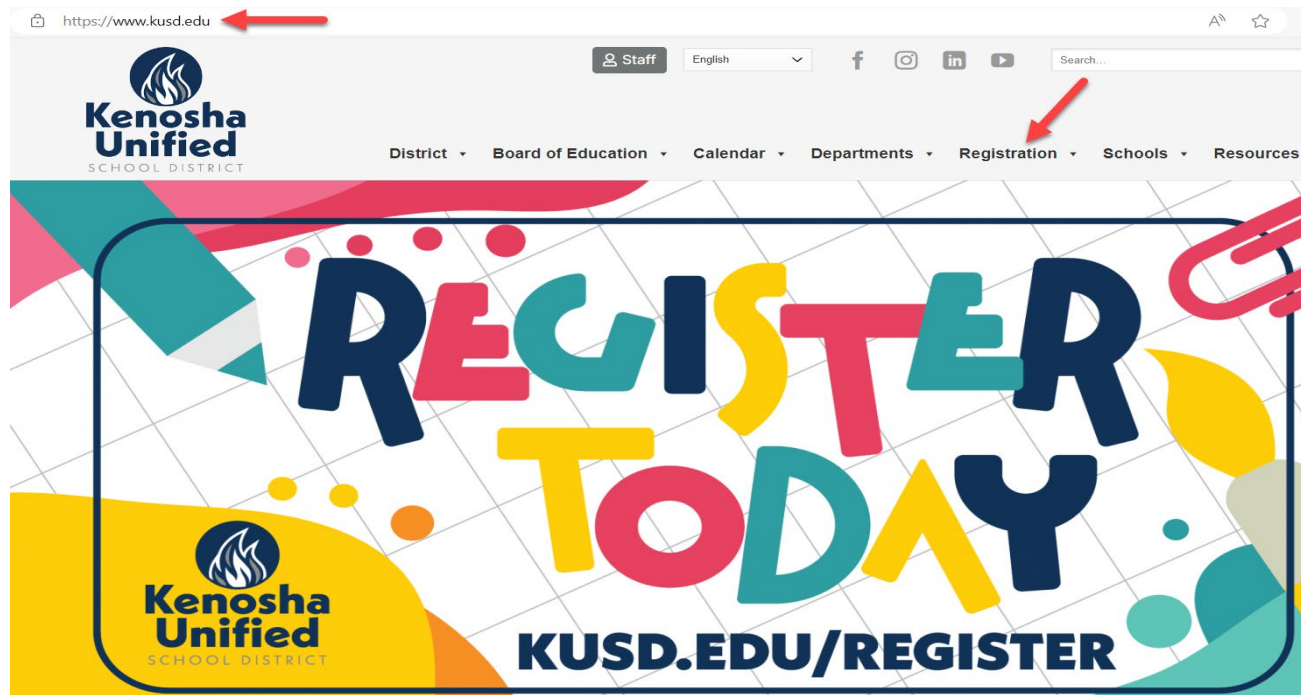 https://www.kusd.edu
Staff
English
Search...
Kenosha
Unified
SCHOOL DISTRICT
District
Board of Education
Calendar
Departments
Registration
Schools
Resources
REGISTER
TODAY
Kenosha
Unified
SCHOOL DISTRICT
KUSD.EDU/REGISTER